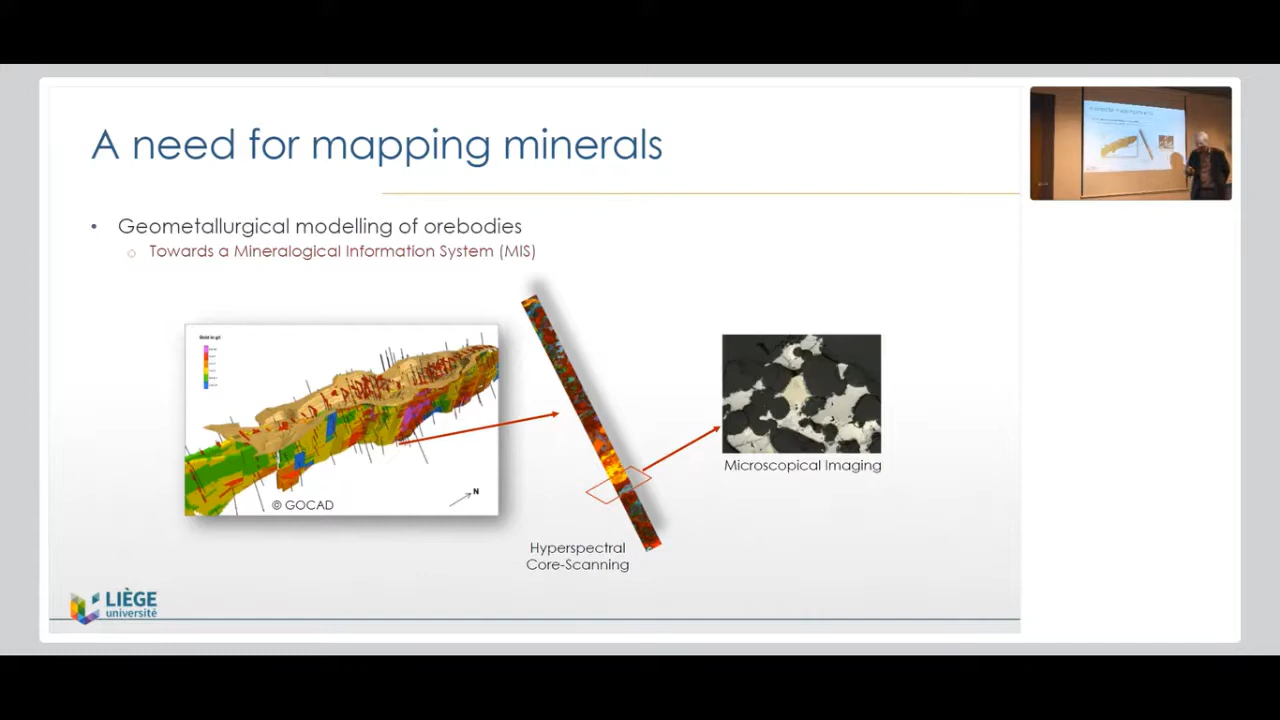 A need for mapping minerals
• Geometallurgical modelling of orebodies
○ Towards a Mineralogical Information System (MIS)
N
© GOCAD
Microscopical Imaging
Hyperspectral
Core-Scanning
LIÈGE
université